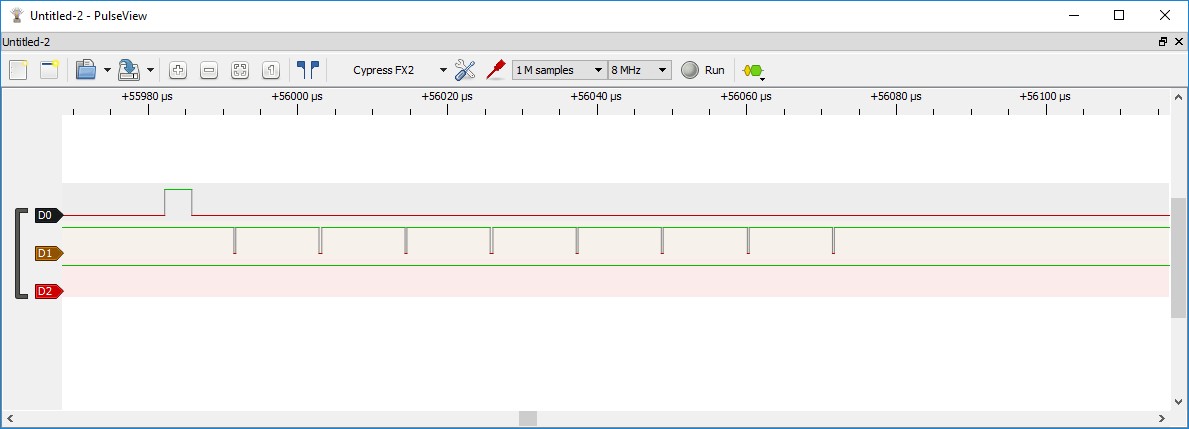 Untitled-2 - PulseView
Untitled-2
Cypress FX2 1 M samples 8 MHz Run
+55980 µs +56000 µs +56020 µs +56040 µs +56060 µs +56080 µs +56100 µs
D0
D1
D2